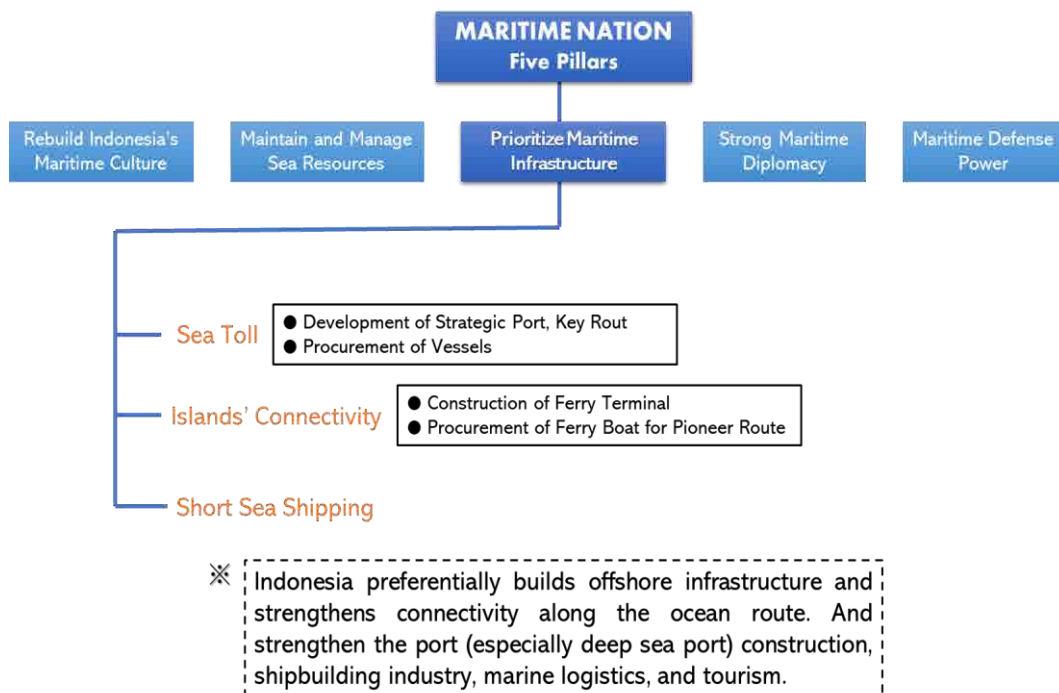 MARITIME NATION
Five Pillars
Rebuild Indonesia's
Maritime Culture
Maintain and Manage
Sea Resources
Prioritize Maritime
Infrastructure
Strong Maritime
Diplomacy
Maritime Defense
Power
Sea Toll
● Development of Strategic Port, Key Rout
● Procurement of Vessels
Islands' Connectivity
● Construction of Ferry Terminal
● Procurement of Ferry Boat for Pioneer Route
Short Sea Shipping
※ Indonesia preferentially builds offshore infrastructure and
strengthens connectivity along the ocean route. And
strengthen the port (especially deep sea port) construction,
shipbuilding industry, marine logistics, and tourism.